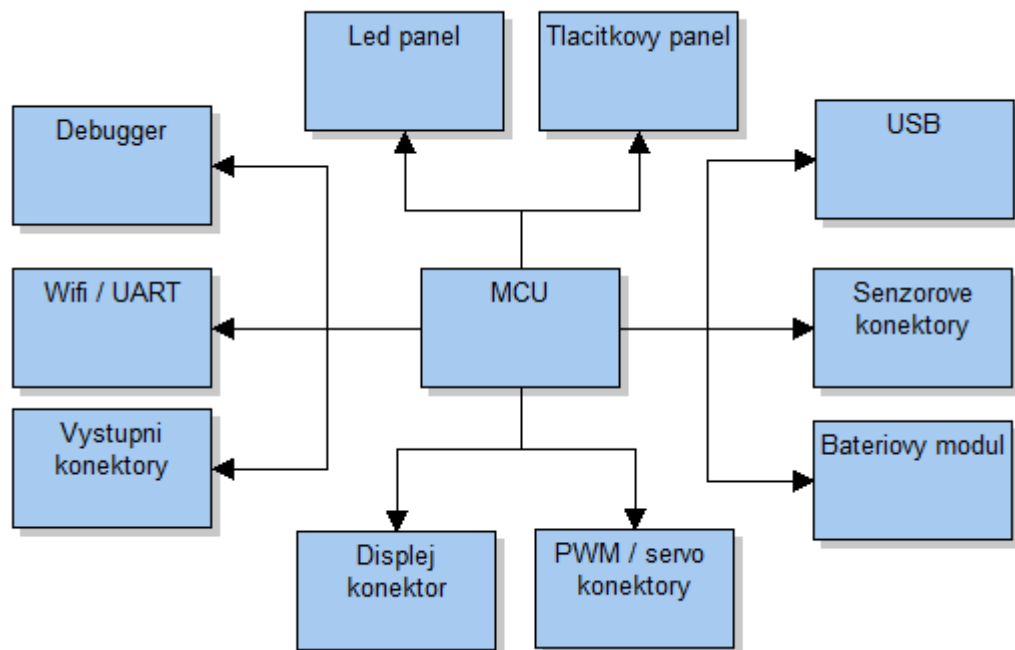 Led panel
Tlacitkovy panel
Debugger
USB
Wifi / UART
MCU
Senzorove
konektory
Vystupni
konektory
Bateriovy modul
Displej
konektor
PWM / servo
konektory